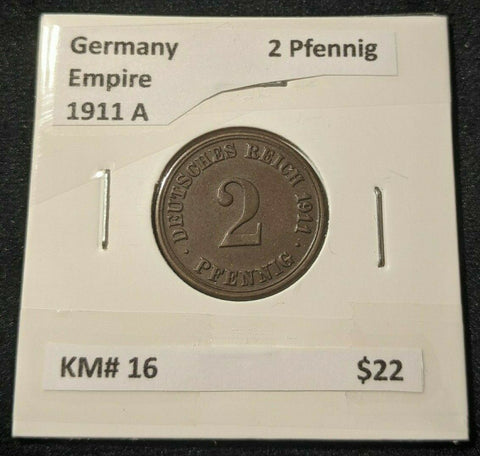 Germany 2 Pfennig
Empire
1911 A
· DEUTSCHES REICH 1911 ·
2
PFENNIG
KM# 16 $22